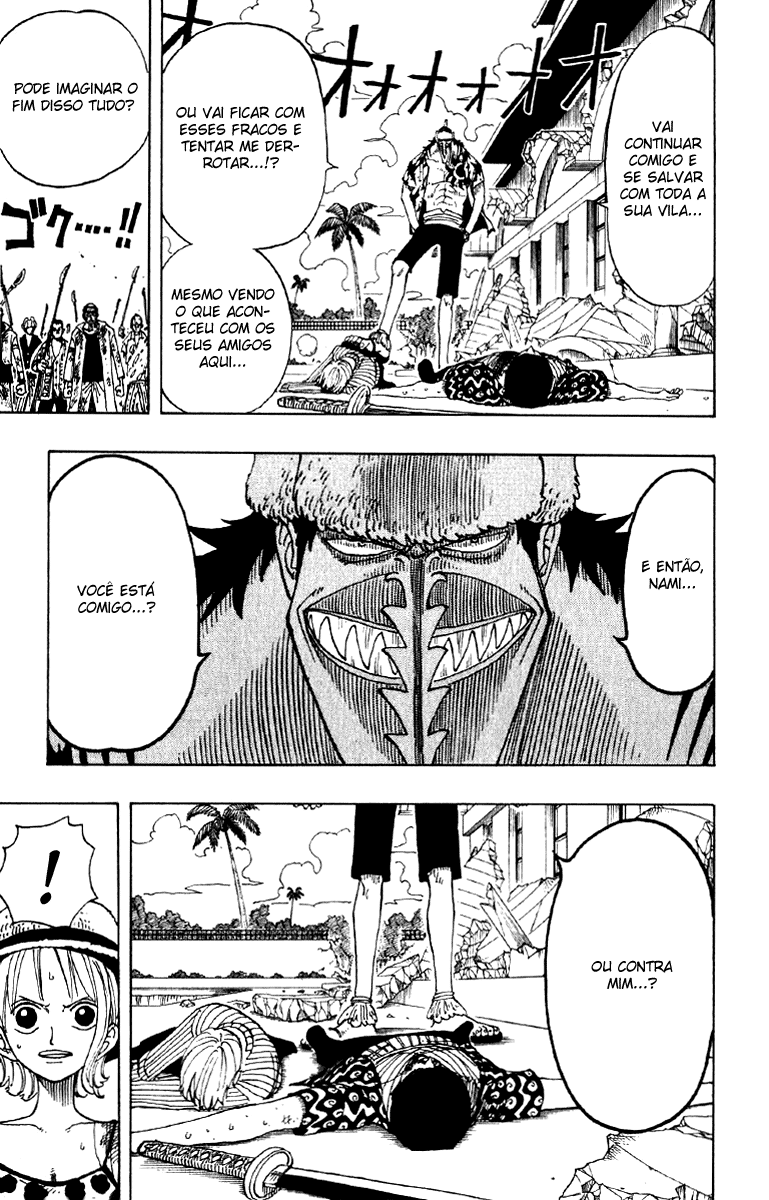 VAI
CONTINUAR
COMIGO E
SE SALVAR
COM TODA A
SUA VILA...
オオオオオオ
OU VAI FICAR COM
ESSES FRACOS E
TENTAR ME DER-
ROTAR...!?
MESMO VENDO
O QUE ACON-
TECEU COM OS
SEUS AMIGOS
AQUI...
PODE IMAGINAR O
FIM DISSO TUDO?
ゴク……!!
E ENTÃO,
NAMI...
VOCÊ ESTÁ
COMIGO...?
OU CONTRA
MIM...?
!